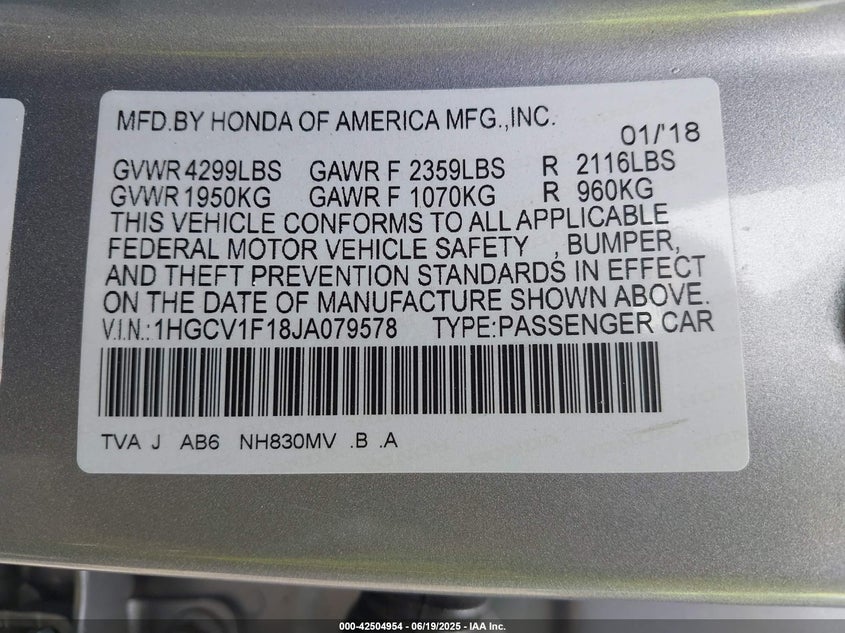 MFD.BY HONDA OF AMERICA MFG.,INC.
01/'18
GVWR 4299LBS GAWR F 2359LBS R 2116LBS
GVWR 1950KG GAWR F 1070KG R 960KG
THIS VEHICLE CONFORMS TO ALL APPLICABLE
FEDERAL MOTOR VEHICLE SAFETY , BUMPER,
AND THEFT PREVENTION STANDARDS IN EFFECT
ON THE DATE OF MANUFACTURE SHOWN ABOVE.
V.I.N.:1HGCV1F18JA079578 TYPE:PASSENGER CAR
TVA J AB6 NH830MV .B .A
000-42504954 / 06/19/2025 - IAA Inc.